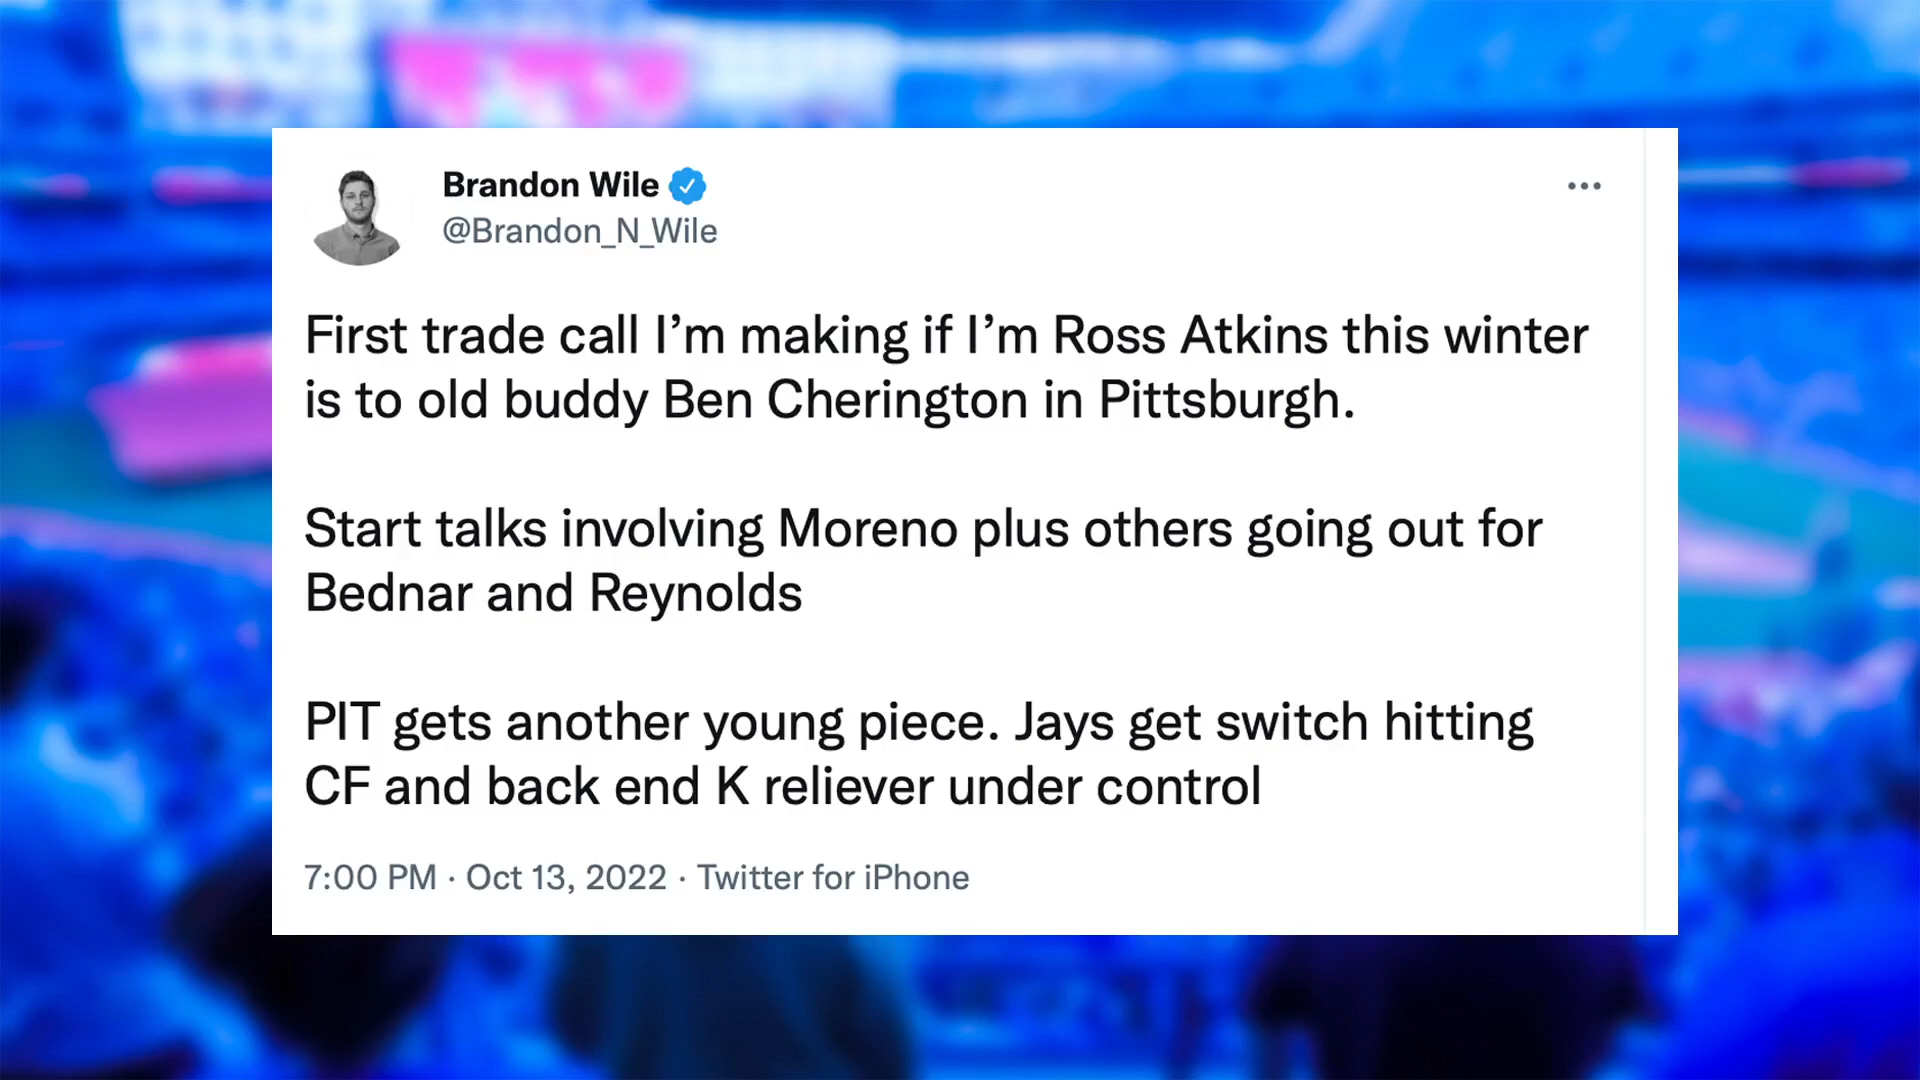 Brandon Wile
@Brandon_N_Wile
First trade call I’m making if I’m Ross Atkins this winter
is to old buddy Ben Cherington in Pittsburgh.
Start talks involving Moreno plus others going out for
Bednar and Reynolds
PIT gets another young piece. Jays get switch hitting
CF and back end K reliever under control
7:00 PM · Oct 13, 2022 · Twitter for iPhone